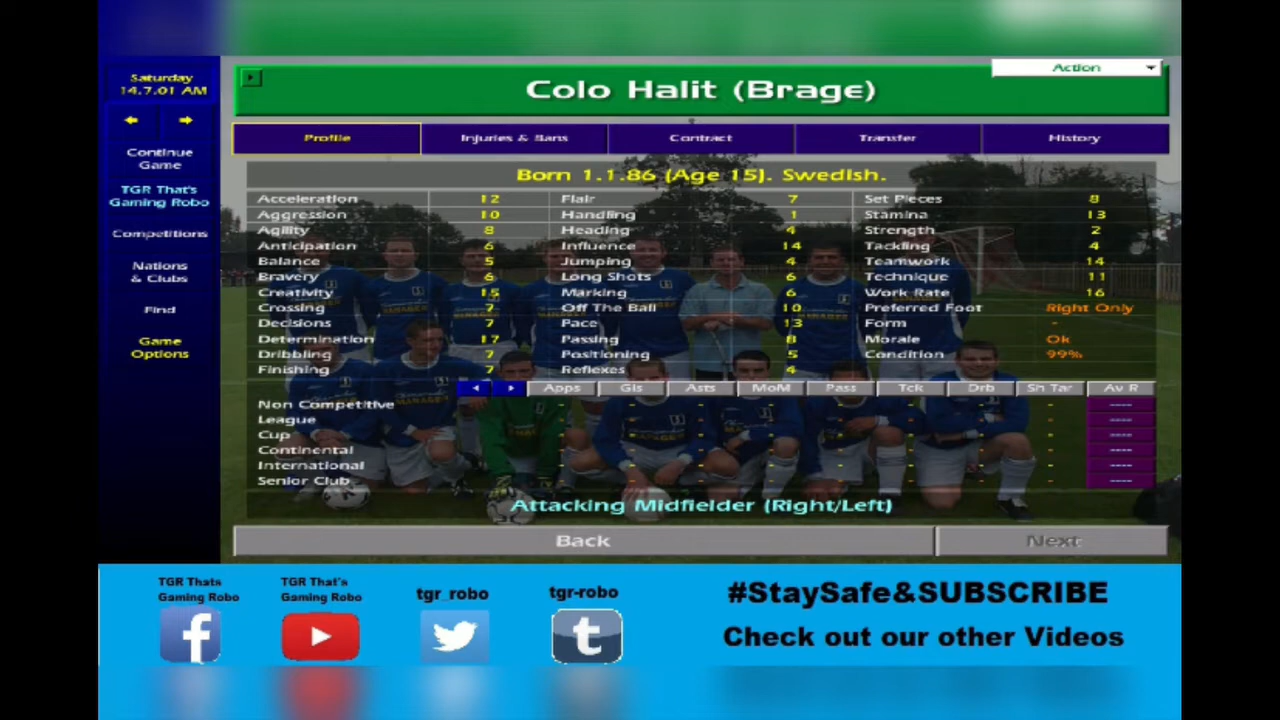 Saturday
14.7.01 AM
Continue
Game
TGR That's
Gaming Robo
Competitions
Nations
& Clubs
Find
Game
Options
Action
Colo Halit (Brage)
Profile Injuries & Bans Contract Transfer History
Born 1.1.86 (Age 15). Swedish.
Acceleration 12 Flair 7 Set Pieces 8
Aggression 10 Handling 1 Stamina 13
Agility 8 Heading 4 Strength 2
Anticipation 6 Influence 14 Tackling 4
Balance 5 Jumping 4 Teamwork 14
Bravery 6 Long Shots 6 Technique 11
Creativity 15 Marking 6 Work Rate 16
Crossing 7 Off The Ball 10 Preferred Foot Right Only
Decisions 7 Pace 13 Form -
Determination 17 Passing 8 Morale Ok
Dribbling 7 Positioning 5 Condition 99%
Finishing 7 Reflexes 4
Apps Gls Asts MoM Pass Tck Drb Sh Tar Av R
Non Competitive - - - - - - - - ----
League - - - - - - - - ----
Cup - - - - - - - - ----
Continental - - - - - - - - ----
International - - - - - - - - ----
Senior Club - - - - - - - - ----
Attacking Midfielder (Right/Left)
Back Next
TGR Thats
Gaming Robo
TGR That's
Gaming Robo
tgr_robo
tgr-robo
#StaySafe&SUBSCRIBE
Check out our other Videos